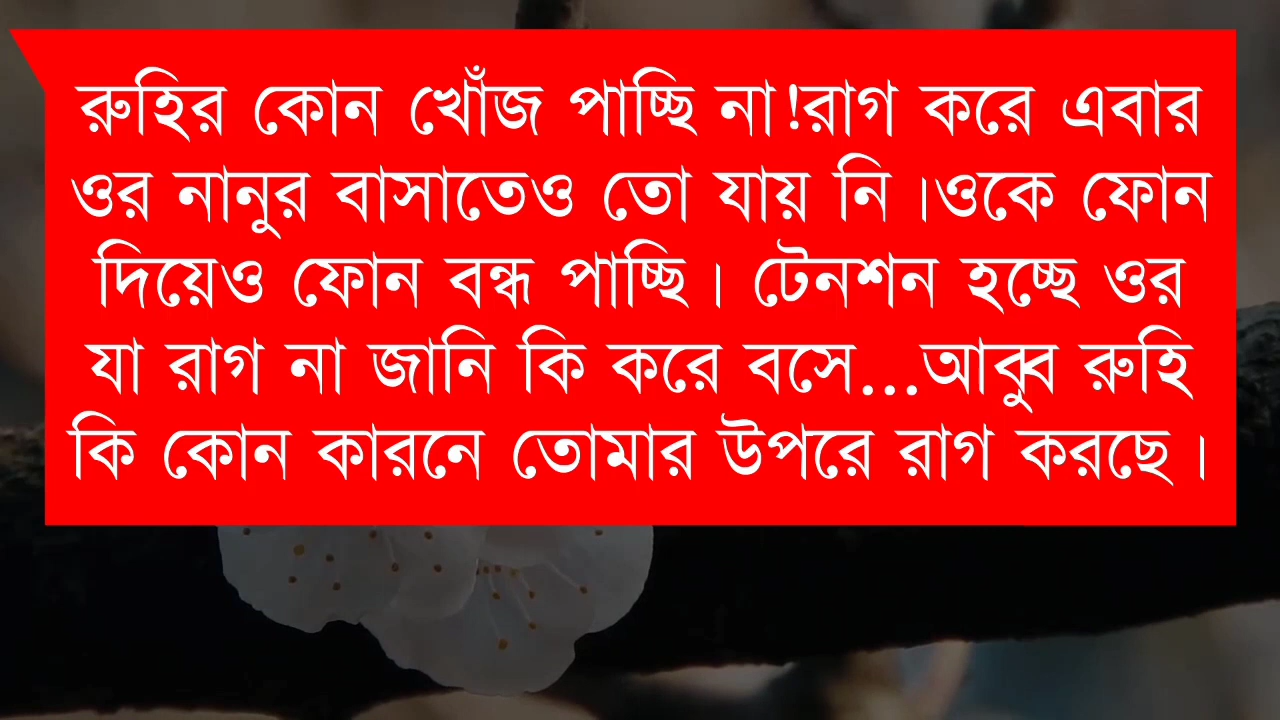 রুহির কোন খোঁজ পাচ্ছি না!রাগ করে এবার
ওর নানুর বাসাতেও তো যায় নি।ওকে ফোন
দিয়েও ফোন বন্ধ পাচ্ছি। টেনশন হচ্ছে ওর
যা রাগ না জানি কি করে বসে...আব্বু রুহি
কি কোন কারনে তোমার উপরে রাগ করছে।